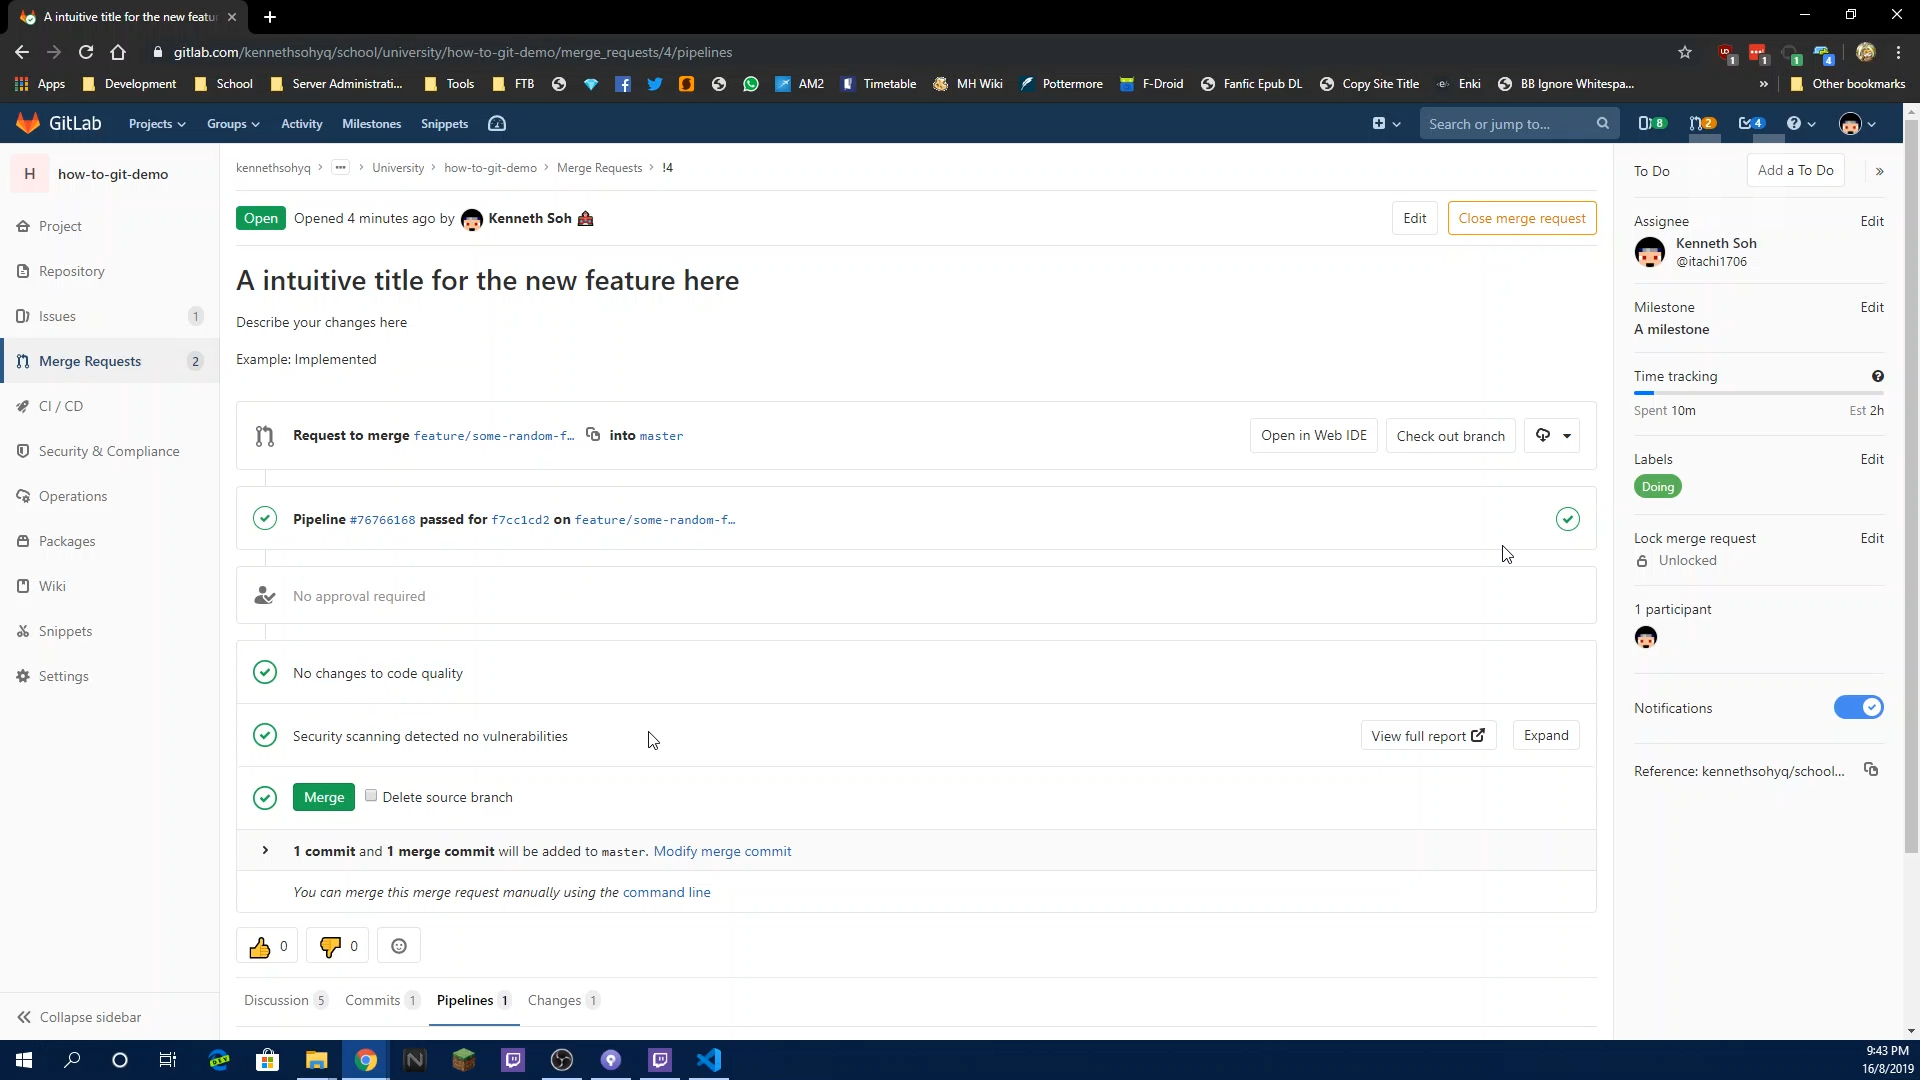 A intuitive title for the new featu
gitlab.com/kennethsohyq/school/university/how-to-git-demo/merge_requests/4/pipelines
1
1
1
4
Apps
Development
School
Server Administrati...
Tools
FTB
AM2
Timetable
MH Wiki
Pottermore
F-Droid
Fanfic Epub DL
Copy Site Title
Enki
BB Ignore Whitespa...
»
Other bookmarks
GitLab
Projects
Groups
Activity
Milestones
Snippets
Search or jump to...
8
2
4
H
how-to-git-demo
Project
Repository
Issues
1
Merge Requests
2
CI / CD
Security & Compliance
Operations
Packages
Wiki
Snippets
Settings
Collapse sidebar
kennethsohyq › ... › University › how-to-git-demo › Merge Requests › !4
Open
Opened 4 minutes ago by Kenneth Soh
Edit
Close merge request
A intuitive title for the new feature here
Describe your changes here
Example: Implemented
Request to merge feature/some-random-f… into master
Open in Web IDE
Check out branch
Pipeline #76766168 passed for f7cc1cd2 on feature/some-random-f…
No approval required
No changes to code quality
Security scanning detected no vulnerabilities
View full report
Expand
Merge
Delete source branch
1 commit and 1 merge commit will be added to master. Modify merge commit
You can merge this merge request manually using the command line
0
0
Discussion 5
Commits 1
Pipelines 1
Changes 1
To Do
Add a To Do
»
Assignee
Edit
Kenneth Soh
@itachi1706
Milestone
Edit
A milestone
Time tracking
Spent 10m
Est 2h
Labels
Edit
Doing
Lock merge request
Edit
Unlocked
1 participant
Notifications
Reference: kennethsohyq/school...
DEV
9:43 PM
16/8/2019